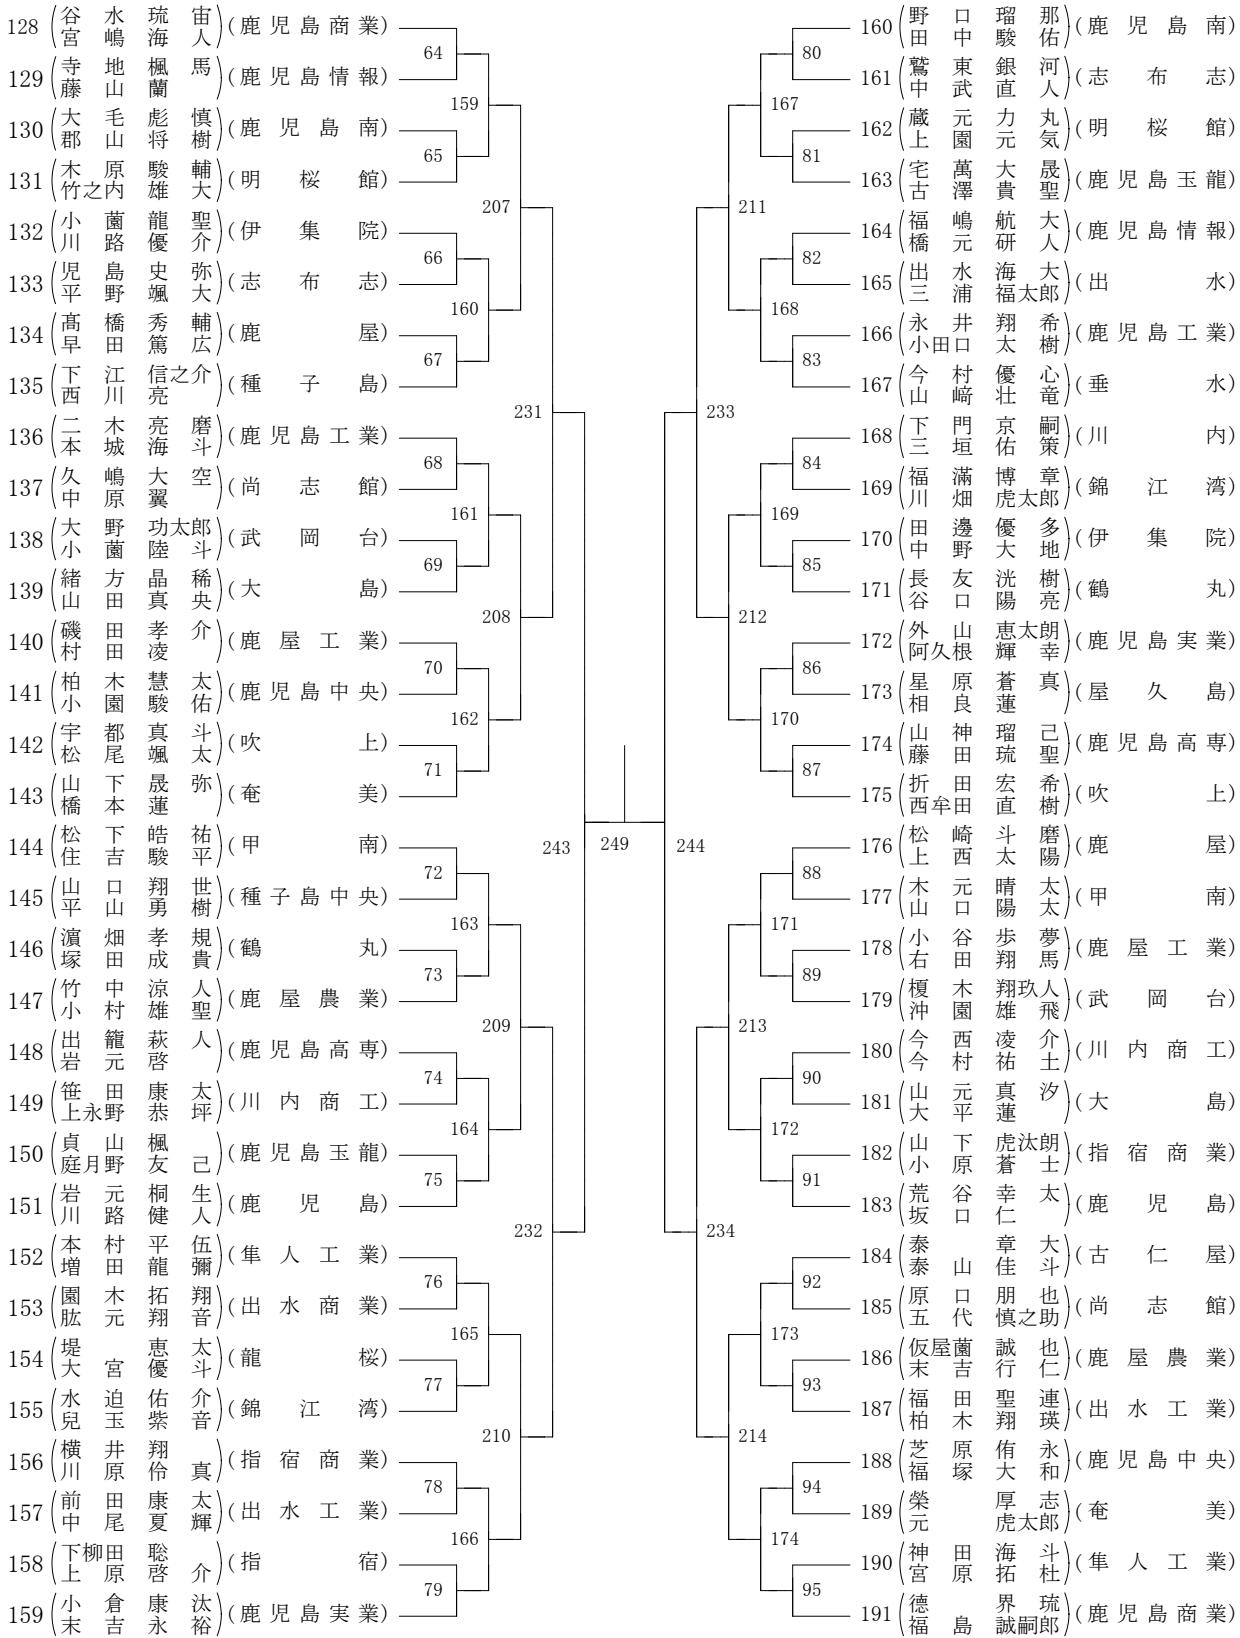 128 谷水琉宙 (鹿児島商業)
宮嶋海人
129 寺地楓馬 (鹿児島情報)
藤山蘭
130 大毛彪慎 (鹿児島南)
郡山将樹
131 木原駿輔 (明桜館)
竹之内雄大
132 小薗龍聖 (伊集院)
川路優介
133 児島史弥 (志布志)
平野颯大
134 髙橋秀輔 (鹿屋)
早田篤広
135 下江信之介 (種子島)
西川亮
136 二木亮磨 (鹿児島工業)
本城海斗
137 久嶋大空 (尚志館)
中原翼
138 大野功太郎 (武岡台)
小薗陸斗
139 緒方晶稀 (大島)
山田真央
140 磯田孝介 (鹿屋工業)
村田凌
141 柏木慧太 (鹿児島中央)
小園駿佑
142 宇都真斗 (吹上)
松尾颯太
143 山下晟弥 (奄美)
橋本蓮
144 松下皓祐 (甲南)
住吉駿平
145 山口翔世 (種子島中央)
平山勇樹
146 濵畑孝規 (鶴丸)
塚田成貴
147 竹中涼人 (鹿屋農業)
小村雄聖
148 出籠萩人 (鹿児島高専)
岩元啓
149 笹田康太 (川内商工)
上永野恭坪
150 貞山楓 (鹿児島玉龍)
庭月野友己
151 岩元桐生 (鹿児島)
川路健人
152 本村平伍 (隼人工業)
増田龍彌
153 園木拓翔 (出水商業)
肱元翔音
154 堤恵太 (龍桜)
大宮優斗
155 水迫佑介 (錦江湾)
兒玉紫音
156 横井翔 (指宿商業)
川原伶真
157 前田康太 (出水工業)
中尾夏輝
158 下柳田聡 (指宿)
上原啓介
159 小倉康汰 (鹿児島実業)
末吉永裕
64
65
66
67
68
69
70
71
72
73
74
75
76
77
78
79
159
160
161
162
163
164
165
166
207
208
209
210
231
232
243
249
244
233
234
211
212
213
214
167
168
169
170
171
172
173
174
80
81
82
83
84
85
86
87
88
89
90
91
92
93
94
95
160 野口瑠那 (鹿児島南)
田中駿佑
161 鷲東銀河 (志布志)
中武直人
162 蔵元力丸 (明桜館)
上園元気
163 宅萬大晟 (鹿児島玉龍)
古澤貴聖
164 福嶋航大 (鹿児島情報)
橋元研人
165 出水海大 (出水)
三浦福太郎
166 永井翔希 (鹿児島工業)
小田口太樹
167 今村優心 (垂水)
山﨑壮竜
168 下門京嗣 (川内)
三垣佑策
169 福満博章 (錦江湾)
川畑虎太郎
170 田邊優多 (伊集院)
中野大地
171 長友洸樹 (鶴丸)
谷口陽亮
172 外山恵太朗 (鹿児島実業)
阿久根輝幸
173 星原蒼真 (屋久島)
相良蓮
174 山神瑠己 (鹿児島高専)
藤田琉聖
175 折田宏希 (吹上)
西牟田直樹
176 松崎斗磨 (鹿屋)
上西太陽
177 木元晴太 (甲南)
山口陽太
178 小谷歩夢 (鹿屋工業)
右田翔馬
179 榎木翔玖人 (武岡台)
沖園雄飛
180 今西凌介 (川内商工)
今村祐土
181 山元真汐 (大島)
大平蓮
182 山下虎汰朗 (指宿商業)
小原蒼士
183 荒谷幸太 (鹿児島)
坂口仁
184 泰章大 (古仁屋)
泰山佳斗
185 原口朋也 (尚志館)
五代慎之助
186 仮屋薗誠也 (鹿屋農業)
末吉行仁
187 福田聖連 (出水工業)
柏木翔瑛
188 芝原侑永 (鹿児島中央)
福塚大和
189 榮厚志 (奄美)
元虎太郎
190 神田海斗 (隼人工業)
宮原拓杜
191 德界琉 (鹿児島商業)
福島誠嗣郎